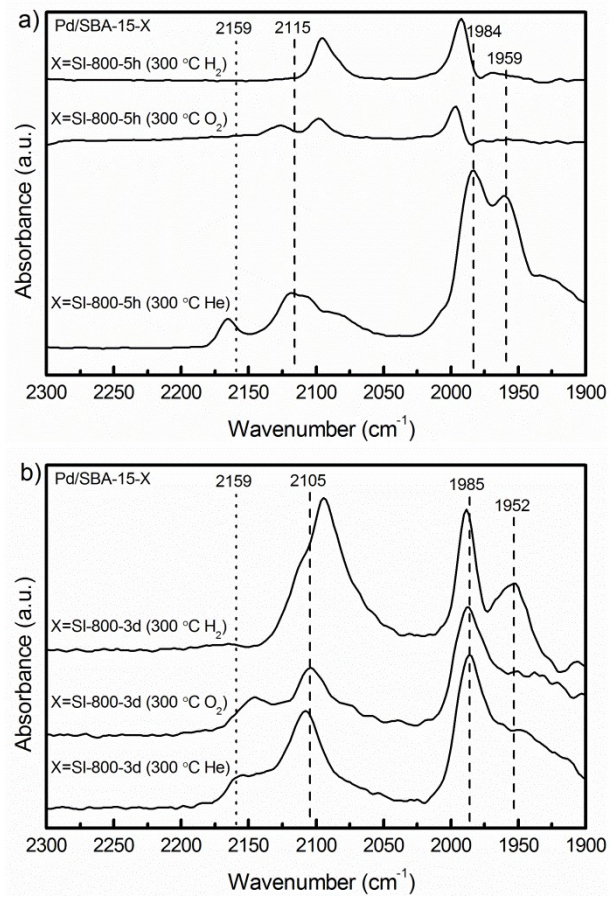 a)
Pd/SBA-15-X
2159
2115
1984
1959
X=SI-800-5h (300 °C H₂)
X=SI-800-5h (300 °C O₂)
X=SI-800-5h (300 °C He)
Absorbance (a.u.)
2300 2250 2200 2150 2100 2050 2000 1950 1900
Wavenumber (cm⁻¹)
b)
Pd/SBA-15-X
2159
2105
1985
1952
X=SI-800-3d (300 °C H₂)
X=SI-800-3d (300 °C O₂)
X=SI-800-3d (300 °C He)
Absorbance (a.u.)
2300 2250 2200 2150 2100 2050 2000 1950 1900
Wavenumber (cm⁻¹)